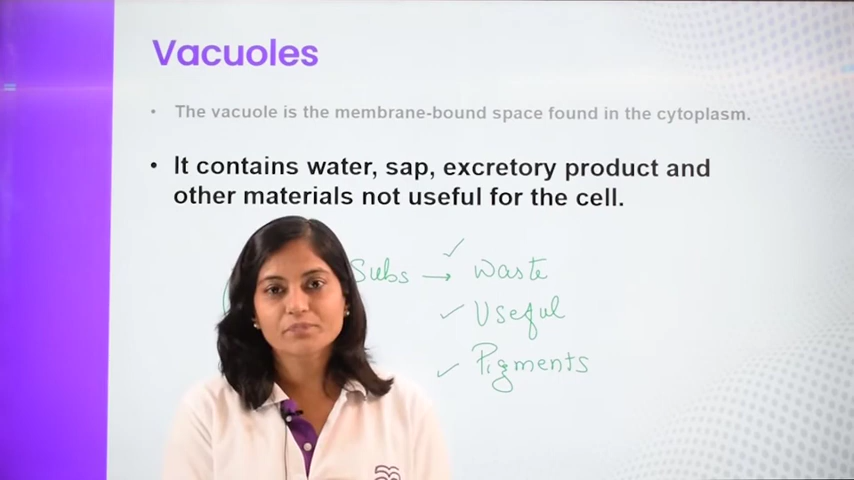 Vacuoles
• The vacuole is the membrane-bound space found in the cytoplasm.
• It contains water, sap, excretory product and
other materials not useful for the cell.
Subs → waste
Useful
Pigments